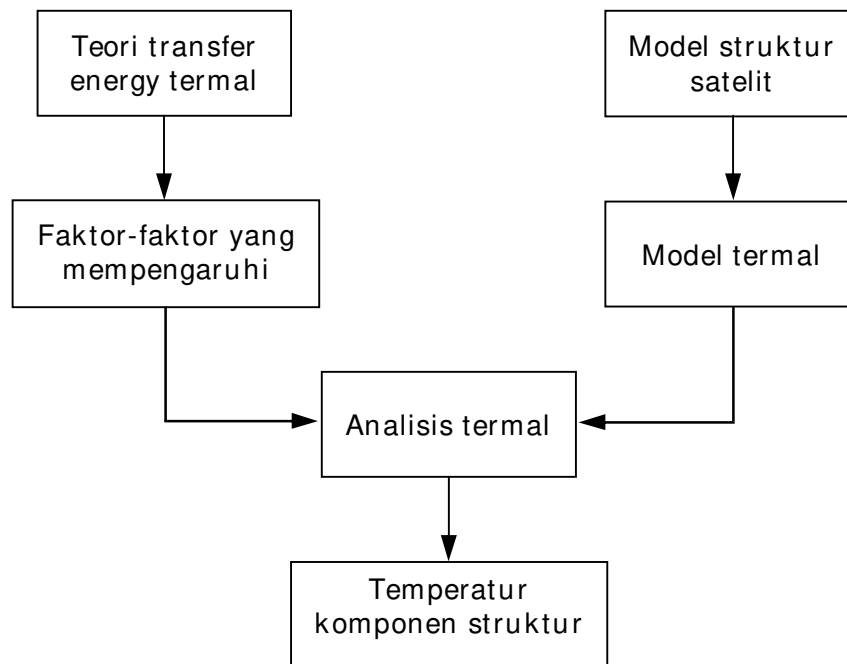 Teori transfer
energy termal
Model struktur
satelit
Faktor-faktor yang
mempengaruhi
Model termal
Analisis termal
Temperatur
komponen struktur